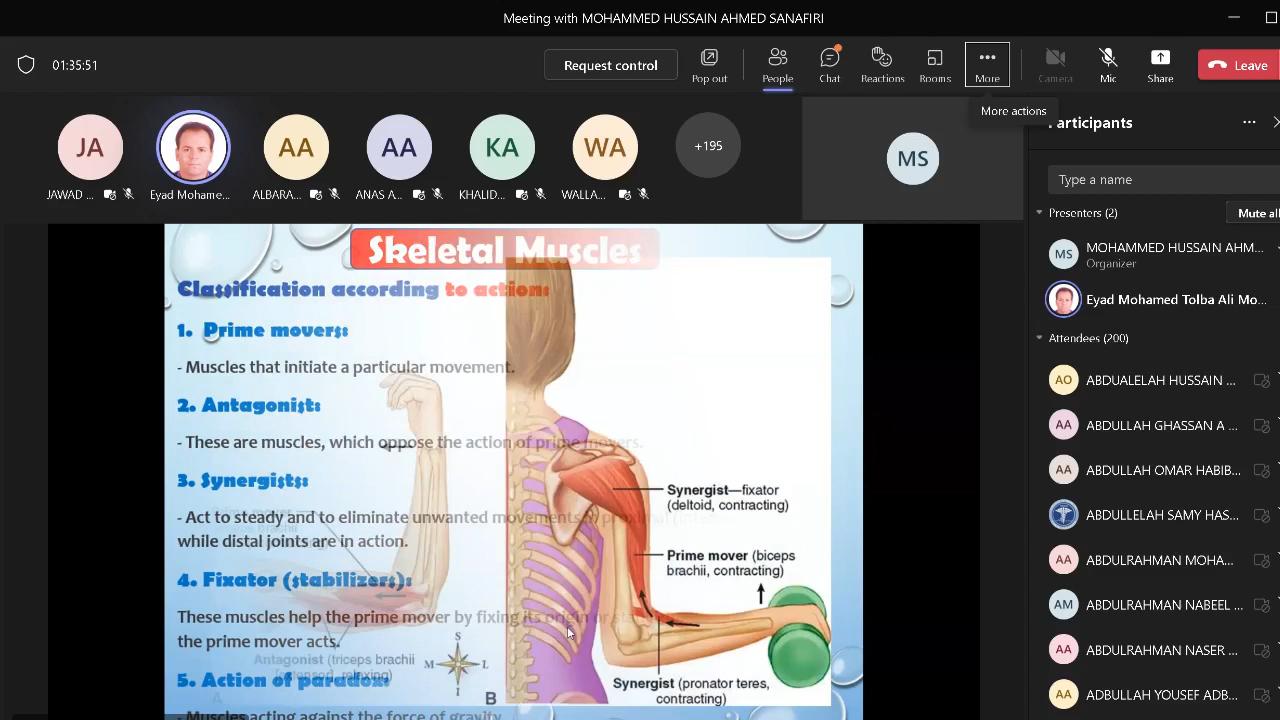 Meeting with MOHAMMED HUSSAIN AHMED SANAFIRI
01:35:51
Request control
Pop out
People
Chat
Reactions
Rooms
More
Camera
Mic
Share
Leave
More actions
JA
AA
AA
KA
WA
+195
MS
JAWAD ...
Eyad Mohame...
ALBARA...
ANAS A...
KHALID...
WALLA...
Participants
Type a name
Presenters (2)
Mute all
MS
MOHAMMED HUSSAIN AHM...
Organizer
Eyad Mohamed Tolba Ali Mo...
Attendees (200)
AO
ABDUALELAH HUSSAIN ...
AA
ABDULLAH GHASSAN A ...
AA
ABDULLAH OMAR HABIB...
ABDULLELAH SAMY HAS...
AA
ABDULRAHMAN MOHA...
AM
ABDULRAHMAN NABEEL ...
AA
ABDULRAHMAN NASER ...
AA
ADBULLAH YOUSEF ADB...
Skeletal Muscles
Classification according to action:
1. Prime movers:
- Muscles that initiate a particular movement.
2. Antagonist:
- These are muscles, which oppose the action of prime movers.
3. Synergists:
- Act to steady and to eliminate unwanted movements
while distal joints are in action.
4. Fixator (stabilizers):
These muscles help the prime mover by fixing its origin or
the prime mover acts.
5. Action of paradox:
- Muscles acting against the force of gravity
Synergist—fixator
(deltoid, contracting)
Prime mover (biceps
brachii, contracting)
Synergist (pronator teres,
contracting)
Antagonist (triceps brachii
relaxing)
S
M
L
I
A
B